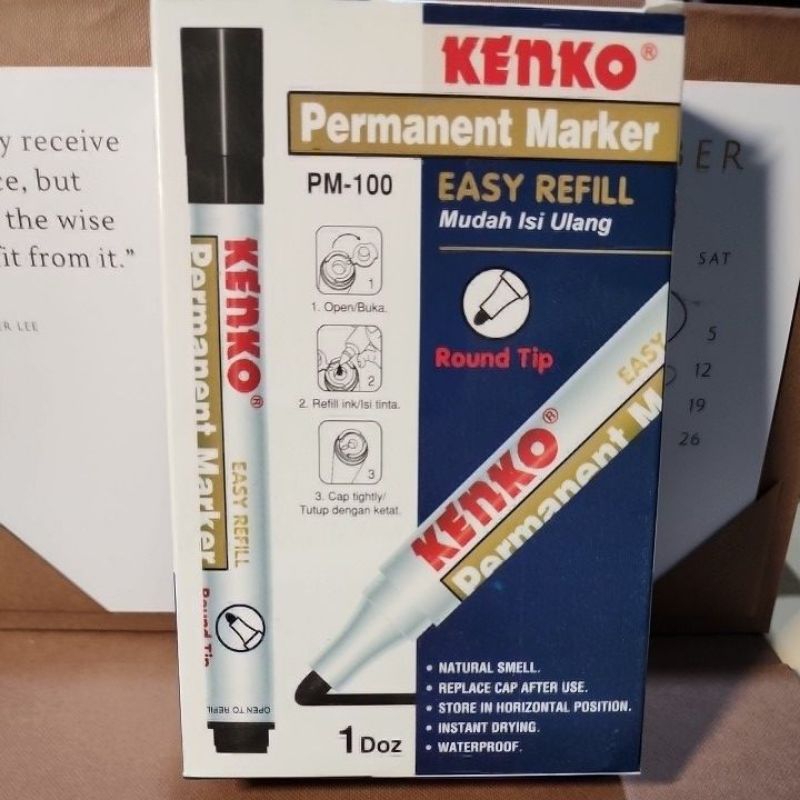 KENKO®
Permanent Marker
PM-100
EASY REFILL
Mudah Isi Ulang
1
1. Open/Buka.
2
2. Refill ink/Isi tinta.
3
3. Cap tightly/
Tutup dengan ketat.
Round Tip
KENKO®
Permanent Marker
EASY REFILL
Round Tip
OPEN TO REFILL
KENKO®
Permanent M
EASY
• NATURAL SMELL.
• REPLACE CAP AFTER USE.
• STORE IN HORIZONTAL POSITION.
• INSTANT DRYING.
• WATERPROOF.
1 Doz
y receive
ce, but
the wise
fit from it.”
ER LEE
BER
SAT
5
12
19
26